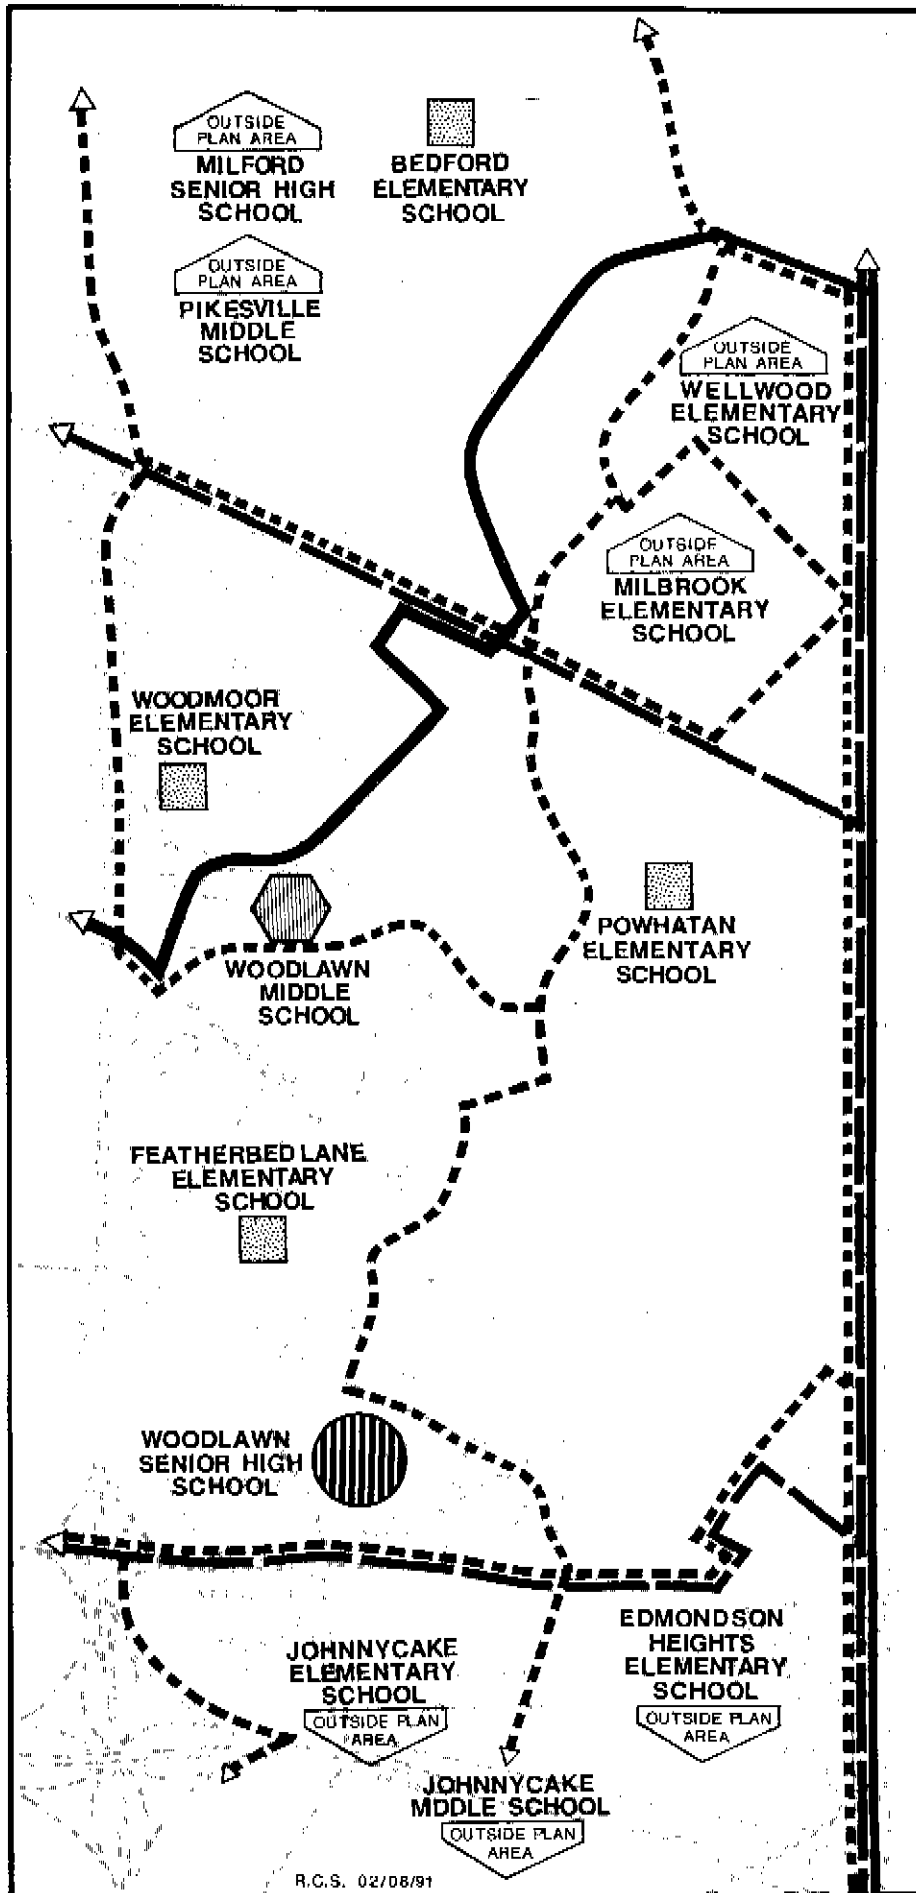 OUTSIDE
PLAN AREA
MILFORD
SENIOR HIGH
SCHOOL
BEDFORD
ELEMENTARY
SCHOOL
OUTSIDE
PLAN AREA
PIKESVILLE
MIDDLE
SCHOOL
OUTSIDE
PLAN AREA
WELLWOOD
ELEMENTARY
SCHOOL
OUTSIDE
PLAN AREA
MILBROOK
ELEMENTARY
SCHOOL
WOODMOOR
ELEMENTARY
SCHOOL
POWHATAN
ELEMENTARY
SCHOOL
WOODLAWN
MIDDLE
SCHOOL
FEATHERBED LANE
ELEMENTARY
SCHOOL
WOODLAWN
SENIOR HIGH
SCHOOL
EDMONDSON
HEIGHTS
ELEMENTARY
SCHOOL
OUTSIDE PLAN
AREA
JOHNNYCAKE
ELEMENTARY
SCHOOL
OUTSIDE PLAN
AREA
JOHNNYCAKE
MDDLE SCHOOL
OUTSIDE PLAN
AREA
R.C.S. 02/08/91